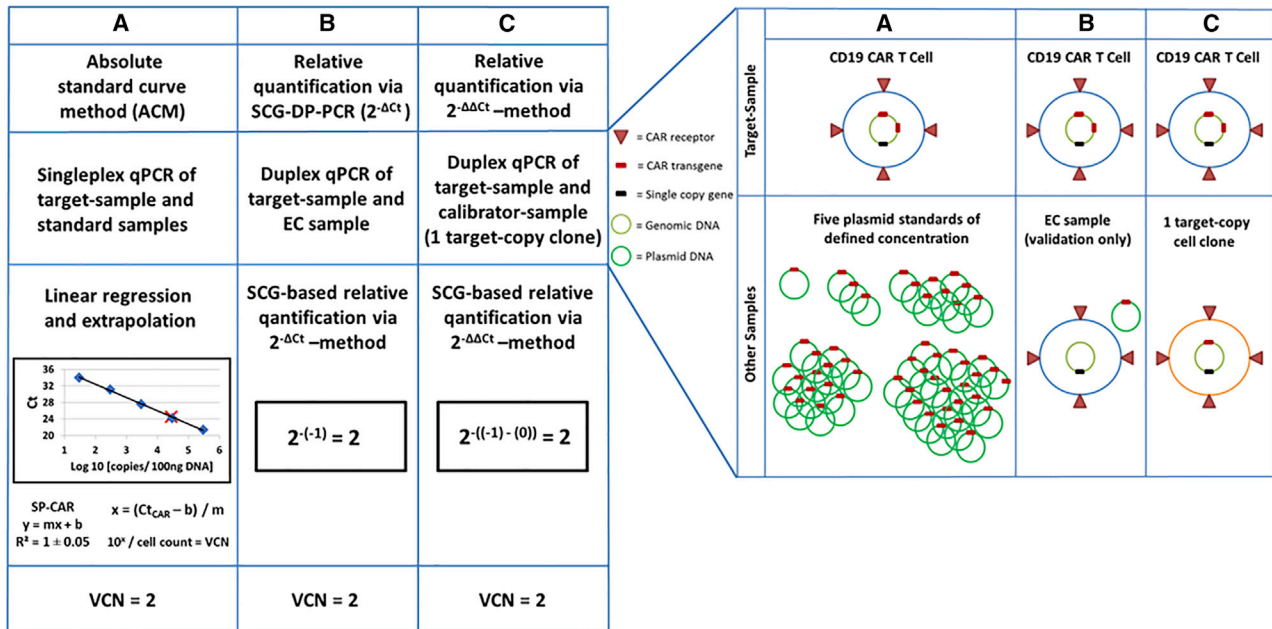 A
B
C
Absolute
standard curve
method (ACM)
Relative
quantification via
SCG-DP-PCR (2^-ΔCt )
Relative
quantification via
2^-ΔΔCt –method
Singleplex qPCR of
target-sample and
standard samples
Duplex qPCR of
target-sample and
EC sample
Duplex qPCR of
target-sample and
calibrator-sample
(1 target-copy clone)
Linear regression
and extrapolation
36
32
28
24
20
Ct
0 1 2 3 4 5 6
Log 10 [copies/ 100ng DNA]
SP-CAR
y = mx + b
R² = 1 ± 0.05
x = (Ct_CAR – b) / m
10^x / cell count = VCN
SCG-based relative
qantification via
2^-ΔCt –method
2^-(-1) = 2
SCG-based relative
qantification via
2^-ΔΔCt –method
2^-((-1) - (0)) = 2
VCN = 2
VCN = 2
VCN = 2
= CAR receptor
= CAR transgene
= Single copy gene
= Genomic DNA
= Plasmid DNA
A
B
C
Target-Sample
CD19 CAR T Cell
CD19 CAR T Cell
CD19 CAR T Cell
Other Samples
Five plasmid standards of
defined concentration
EC sample
(validation only)
1 target-copy
cell clone